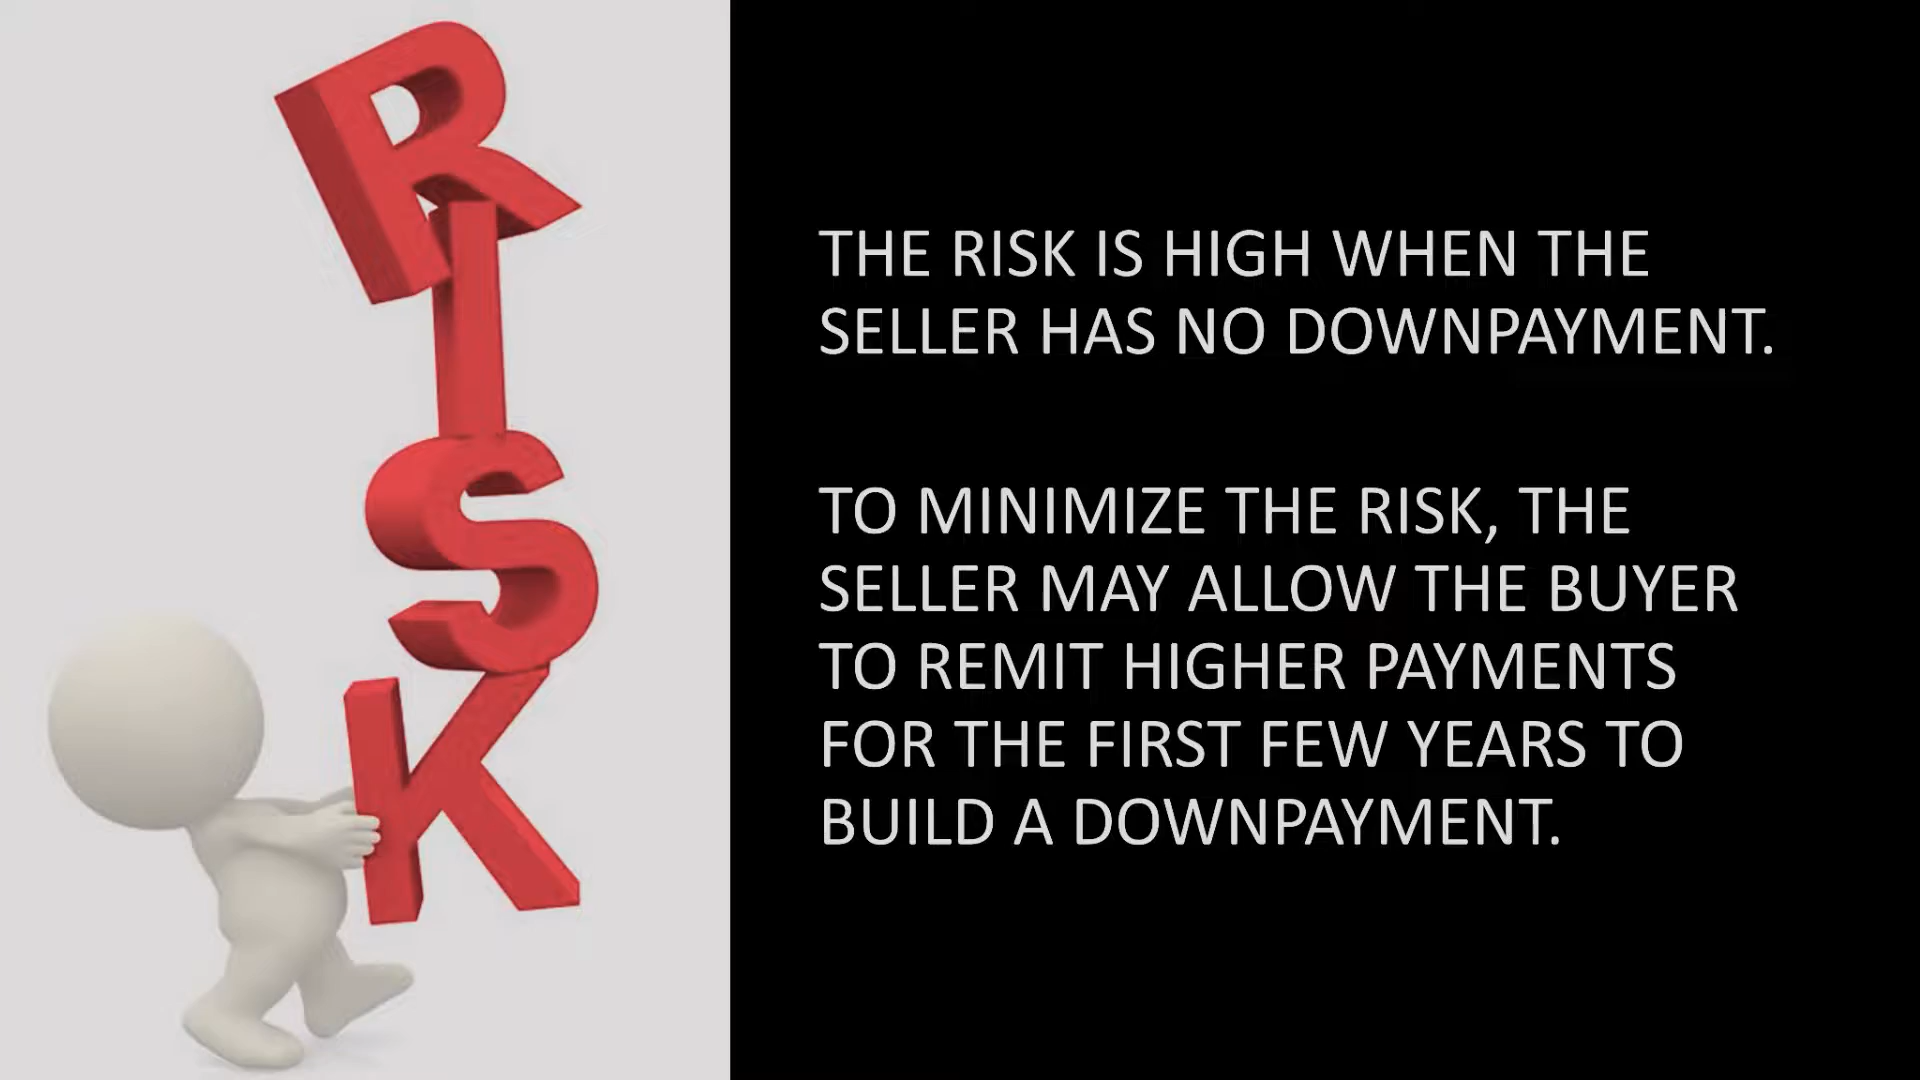 RISK
THE RISK IS HIGH WHEN THE
SELLER HAS NO DOWNPAYMENT.
TO MINIMIZE THE RISK, THE
SELLER MAY ALLOW THE BUYER
TO REMIT HIGHER PAYMENTS
FOR THE FIRST FEW YEARS TO
BUILD A DOWNPAYMENT.